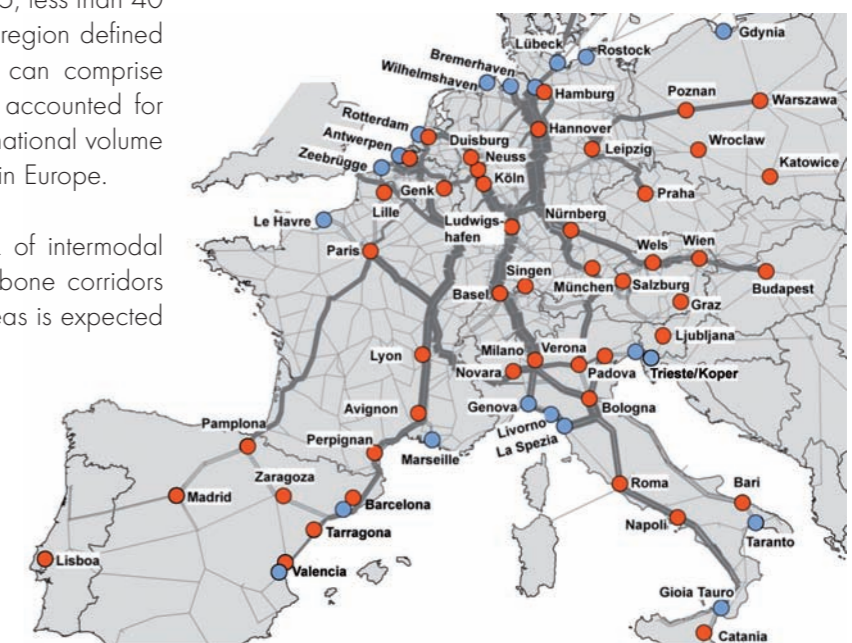 5, less than 40
region defined
can comprise
accounted for
national volume
in Europe.
of intermodal
bone corridors
eas is expected
Gdynia
Lübeck
Rostock
Bremerhaven
Wilhelmshaven
Hamburg
Poznan
Warszawa
Rotterdam
Hannover
Antwerpen
Duisburg
Leipzig
Wroclaw
Zeebrügge
Neuss
Katowice
Genk
Köln
Praha
Lille
Le Havre
Ludwigs-
hafen
Nürnberg
Paris
Wels
Wien
Singen
Basel
München
Salzburg
Budapest
Graz
Ljubljana
Lyon
Milano
Verona
Novara
Padova
Trieste/Koper
Avignon
Genova
Bologna
Pamplona
Livorno
Perpignan
La Spezia
Marseille
Zaragoza
Madrid
Barcelona
Roma
Bari
Tarragona
Napoli
Taranto
Lisboa
Valencia
Gioia Tauro
Catania